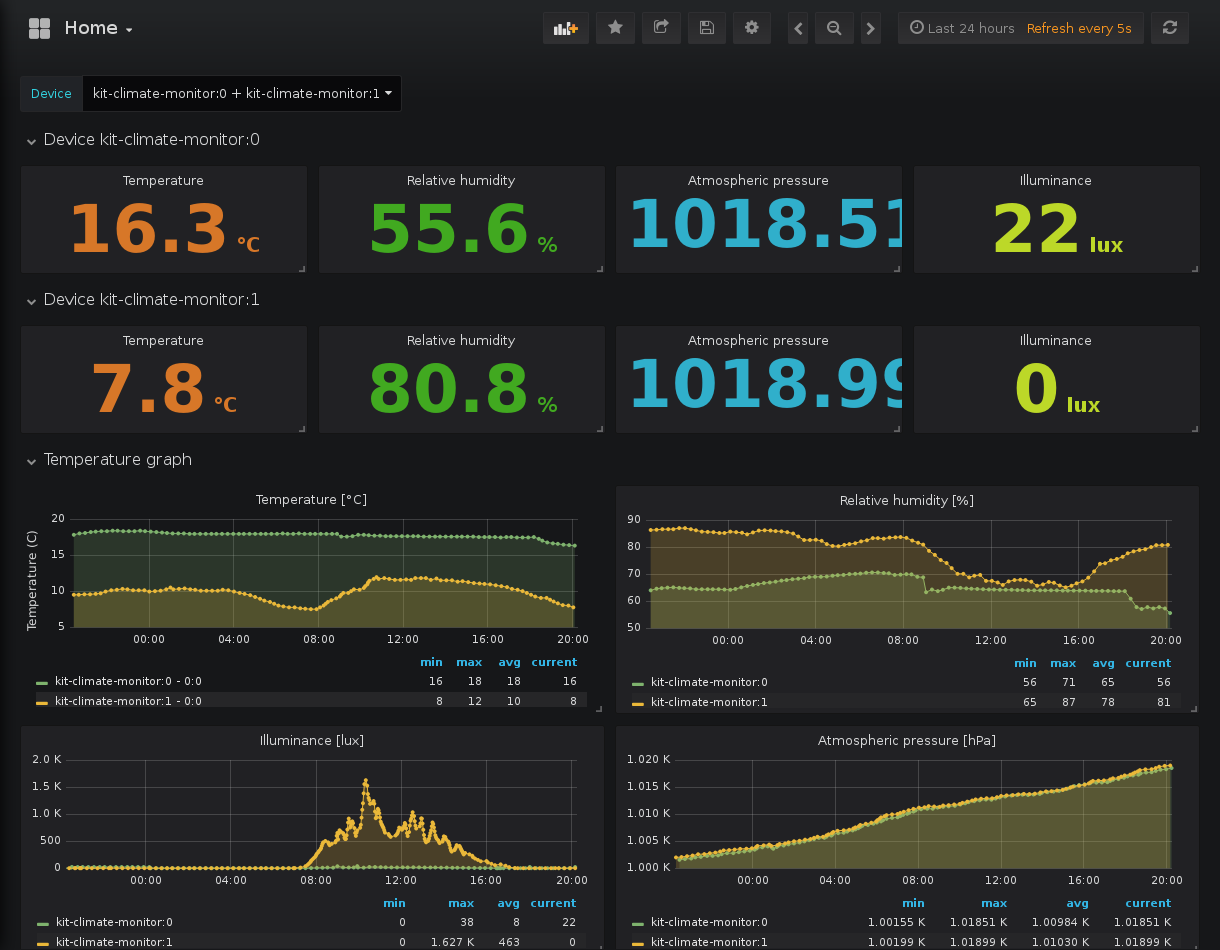 Home
Last 24 hours Refresh every 5s
Device kit-climate-monitor:0 + kit-climate-monitor:1
Device kit-climate-monitor:0
Temperature Relative humidity Atmospheric pressure Illuminance
16.3 °C 55.6 % 1018.51 22 lux
Device kit-climate-monitor:1
Temperature Relative humidity Atmospheric pressure Illuminance
7.8 °C 80.8 % 1018.99 0 lux
Temperature graph
Temperature [°C]
Temperature (C)
20
15
10
5
00:00 04:00 08:00 12:00 16:00 20:00
min max avg current
kit-climate-monitor:0 - 0:0 16 18 18 16
kit-climate-monitor:1 - 0:0 8 12 10 8
Relative humidity [%]
90
80
70
60
50
00:00 04:00 08:00 12:00 16:00 20:00
min max avg current
kit-climate-monitor:0 56 71 65 56
kit-climate-monitor:1 65 87 78 81
Illuminance [lux]
2.0 K
1.5 K
1.0 K
500
0
00:00 04:00 08:00 12:00 16:00 20:00
min max avg current
kit-climate-monitor:0 0 38 8 22
kit-climate-monitor:1 0 1.627 K 463 0
Atmospheric pressure [hPa]
1.020 K
1.015 K
1.010 K
1.005 K
1.000 K
00:00 04:00 08:00 12:00 16:00 20:00
min max avg current
kit-climate-monitor:0 1.00155 K 1.01851 K 1.00984 K 1.01851 K
kit-climate-monitor:1 1.00199 K 1.01899 K 1.01030 K 1.01899 K